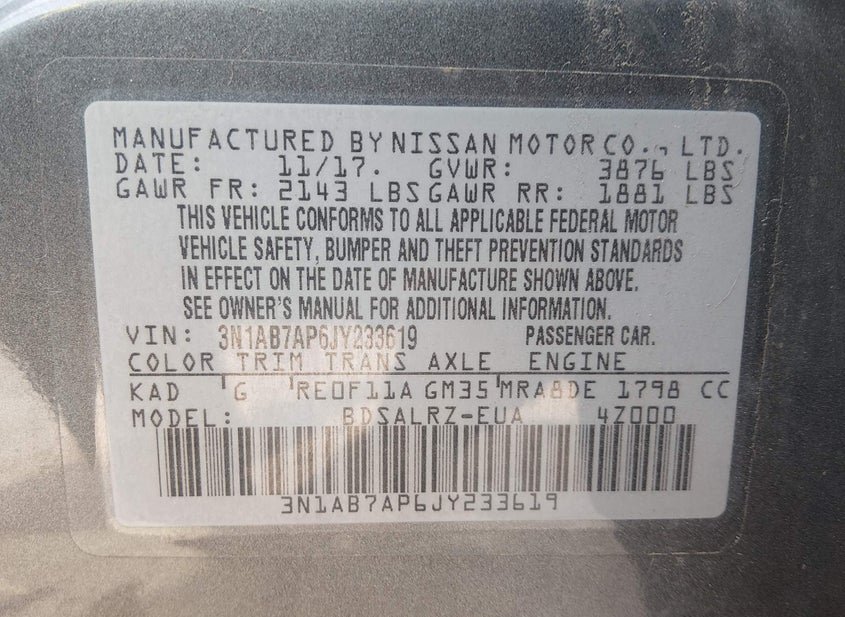 MANUFACTURED BY NISSAN MOTOR CO., LTD.
DATE: 11/17. GVWR: 3876 LBS
GAWR FR: 2143 LBS GAWR RR: 1881 LBS
THIS VEHICLE CONFORMS TO ALL APPLICABLE FEDERAL MOTOR
VEHICLE SAFETY, BUMPER AND THEFT PREVENTION STANDARDS
IN EFFECT ON THE DATE OF MANUFACTURE SHOWN ABOVE.
SEE OWNER'S MANUAL FOR ADDITIONAL INFORMATION.
VIN: 3N1AB7AP6JY233619 PASSENGER CAR.
COLOR TRIM TRANS AXLE ENGINE
KAD G RE0F11A GM35 MRA8DE 1798 CC
MODEL: BDSALRZ-EUA 4Z000
3N1AB7AP6JY233619